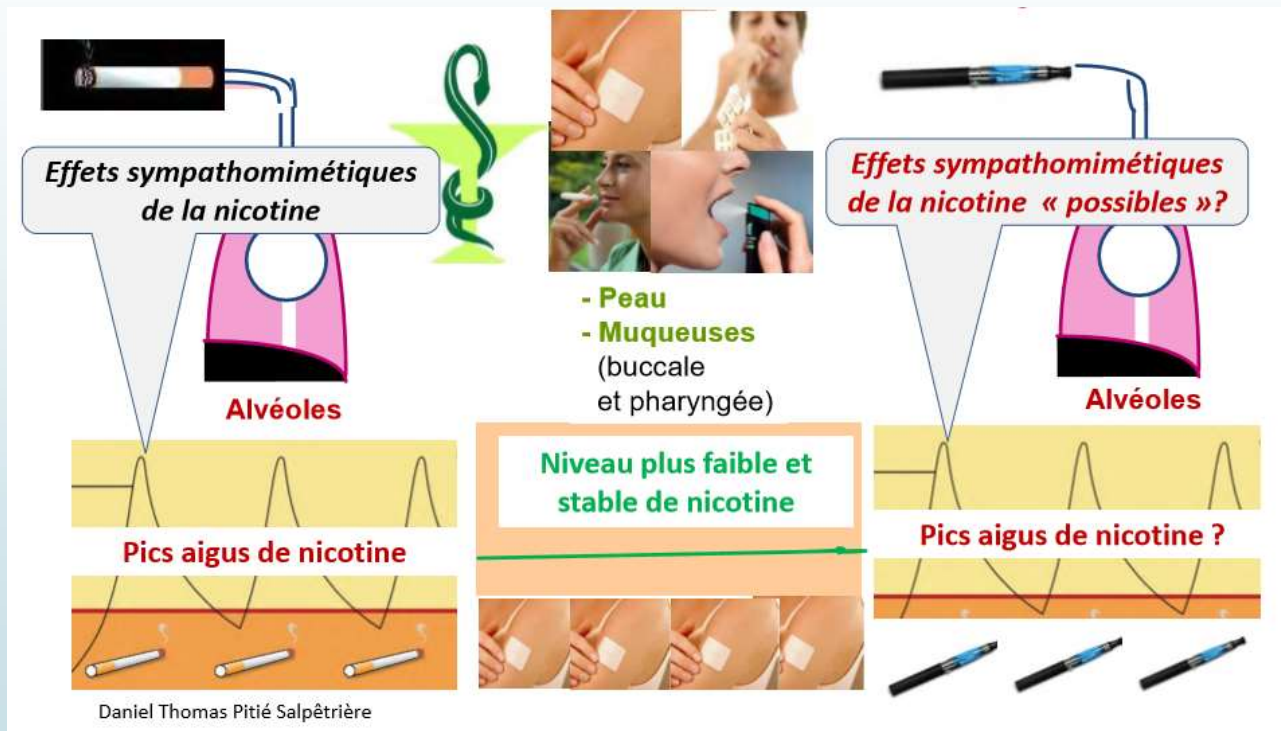 Effets sympathomimétiques
de la nicotine
Alvéoles
Pics aigus de nicotine
- Peau
- Muqueuses
(buccale
et pharyngée)
Niveau plus faible et
stable de nicotine
Effets sympathomimétiques
de la nicotine « possibles »?
Alvéoles
Pics aigus de nicotine ?
Daniel Thomas Pitié Salpêtrière